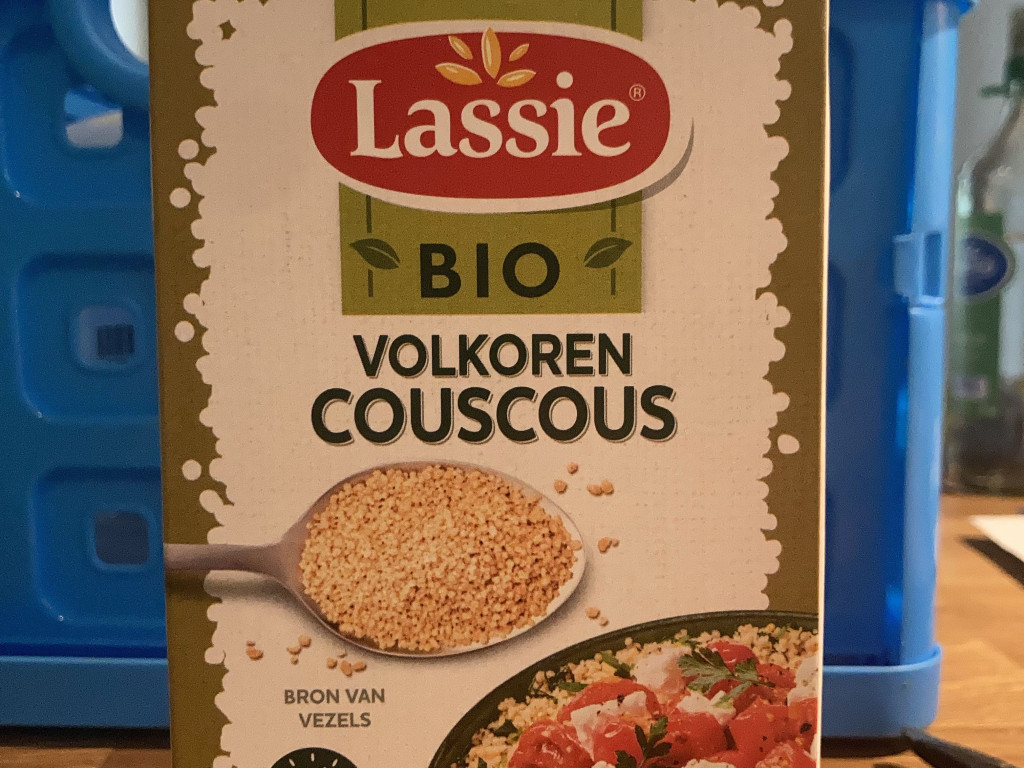 Lassie®
BIO
VOLKOREN
COUSCOUS
BRON VAN
VEZELS